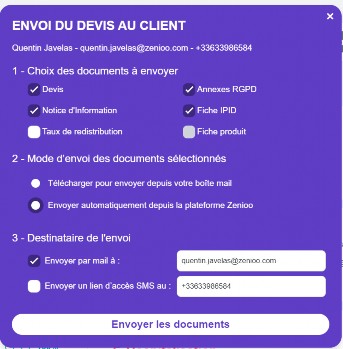 ×
ENVOI DU DEVIS AU CLIENT
Quentin Javelas - quentin.javelas@zenioo.com - +33633986584
1 - Choix des documents à envoyer
Devis Annexes RGPD
Notice d'Information Fiche IPID
Taux de redistribution Fiche produit
2 - Mode d'envoi des documents sélectionnés
Télécharger pour envoyer depuis votre boîte mail
Envoyer automatiquement depuis la plateforme Zenioo
3 - Destinataire de l'envoi
Envoyer par mail à : quentin.javelas@zenioo.com
Envoyer un lien d'accès SMS au : +33633986584
Envoyer les documents